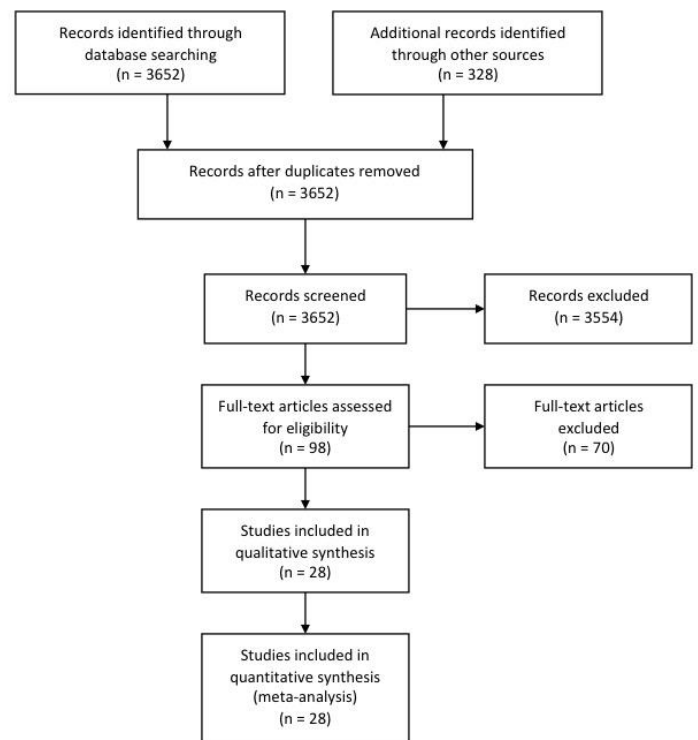 Records identified through
database searching
(n = 3652)
Additional records identified
through other sources
(n = 328)
Records after duplicates removed
(n = 3652)
Records screened
(n = 3652)
Records excluded
(n = 3554)
Full-text articles assessed
for eligibility
(n = 98)
Full-text articles
excluded
(n = 70)
Studies included in
qualitative synthesis
(n = 28)
Studies included in
quantitative synthesis
(meta-analysis)
(n = 28)